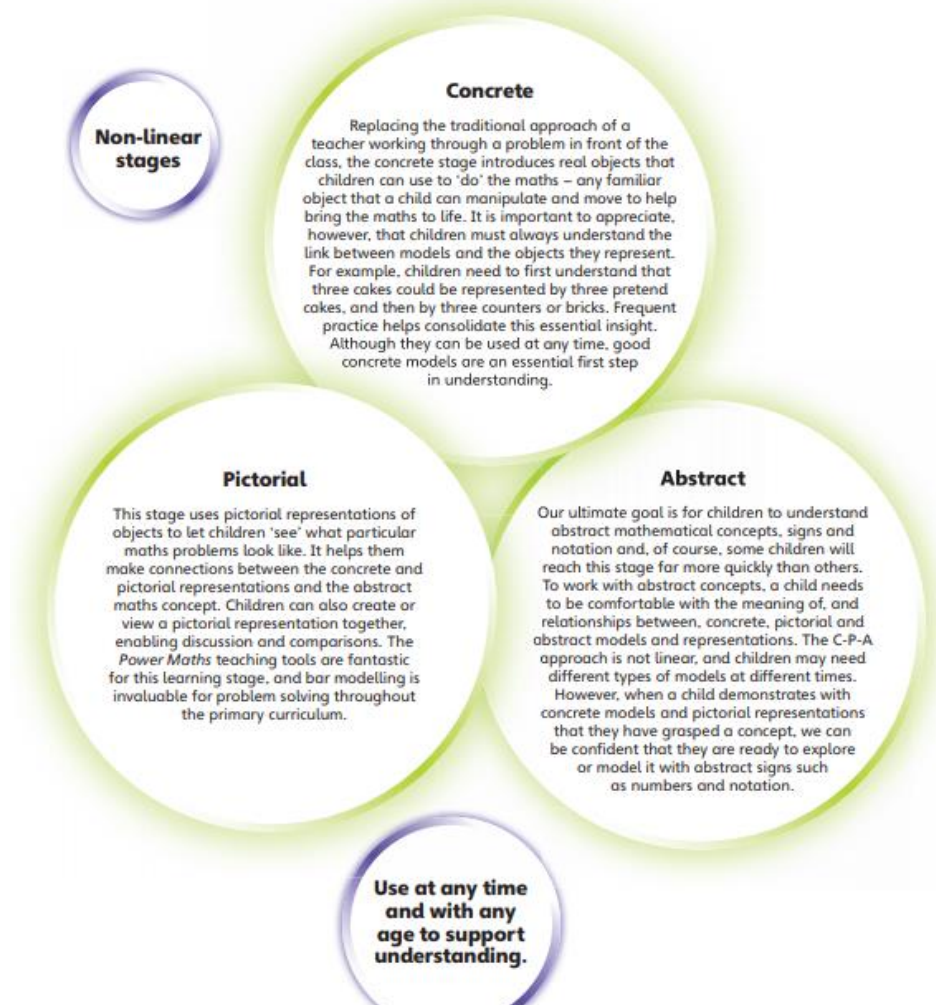 Non-linear
stages
Concrete
Replacing the traditional approach of a
teacher working through a problem in front of the
class, the concrete stage introduces real objects that
children can use to ‘do’ the maths – any familiar
object that a child can manipulate and move to help
bring the maths to life. It is important to appreciate,
however, that children must always understand the
link between models and the objects they represent.
For example, children need to first understand that
three cakes could be represented by three pretend
cakes, and then by three counters or bricks. Frequent
practice helps consolidate this essential insight.
Although they can be used at any time, good
concrete models are an essential first step
in understanding.
Pictorial
This stage uses pictorial representations of
objects to let children ‘see’ what particular
maths problems look like. It helps them
make connections between the concrete and
pictorial representations and the abstract
maths concept. Children can also create or
view a pictorial representation together,
enabling discussion and comparisons. The
Power Maths teaching tools are fantastic
for this learning stage, and bar modelling is
invaluable for problem solving throughout
the primary curriculum.
Abstract
Our ultimate goal is for children to understand
abstract mathematical concepts, signs and
notation and, of course, some children will
reach this stage far more quickly than others.
To work with abstract concepts, a child needs
to be comfortable with the meaning of, and
relationships between, concrete, pictorial and
abstract models and representations. The C-P-A
approach is not linear, and children may need
different types of models at different times.
However, when a child demonstrates with
concrete models and pictorial representations
that they have grasped a concept, we can
be confident that they are ready to explore
or model it with abstract signs such
as numbers and notation.
Use at any time
and with any
age to support
understanding.